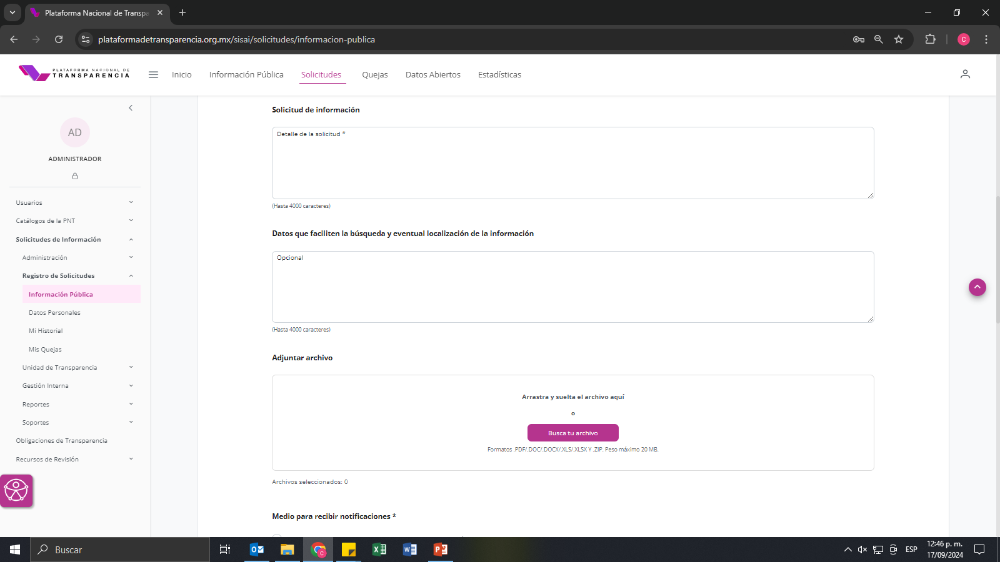 Plataforma Nacional de Transpa
plataformadetransparencia.org.mx/sisai/solicitudes/informacion-publica
C
PLATAFORMA NACIONAL DE
TRANSPARENCIA
Inicio
Información Pública
Solicitudes
Quejas
Datos Abiertos
Estadísticas
AD
ADMINISTRADOR
Usuarios
Catálogos de la PNT
Solicitudes de Información
Administración
Registro de Solicitudes
Información Pública
Datos Personales
Mi Historial
Mis Quejas
Unidad de Transparencia
Gestión Interna
Reportes
Soportes
Obligaciones de Transparencia
Recursos de Revisión
Solicitud de información
Detalle de la solicitud *
(Hasta 4000 caracteres)
Datos que faciliten la búsqueda y eventual localización de la información
Opcional
(Hasta 4000 caracteres)
Adjuntar archivo
Arrastra y suelta el archivo aquí
o
Busca tu archivo
Formatos .PDF/.DOC/.DOCX/.XLS/.XLSX Y .ZIP. Peso máximo 20 MB.
Archivos seleccionados: 0
Medio para recibir notificaciones *
Buscar
ESP
12:46 p. m.
17/09/2024